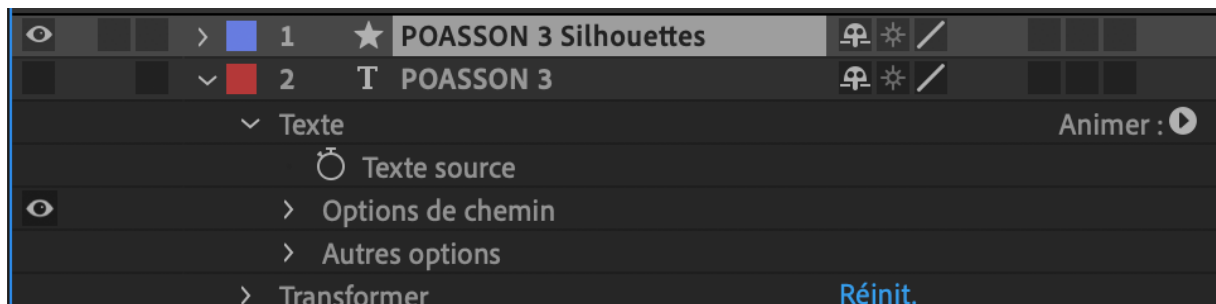 1 POASSON 3 Silhouettes
2 T POASSON 3
Texte
Animer :
Texte source
Options de chemin
Autres options
Transformer
Réinit.